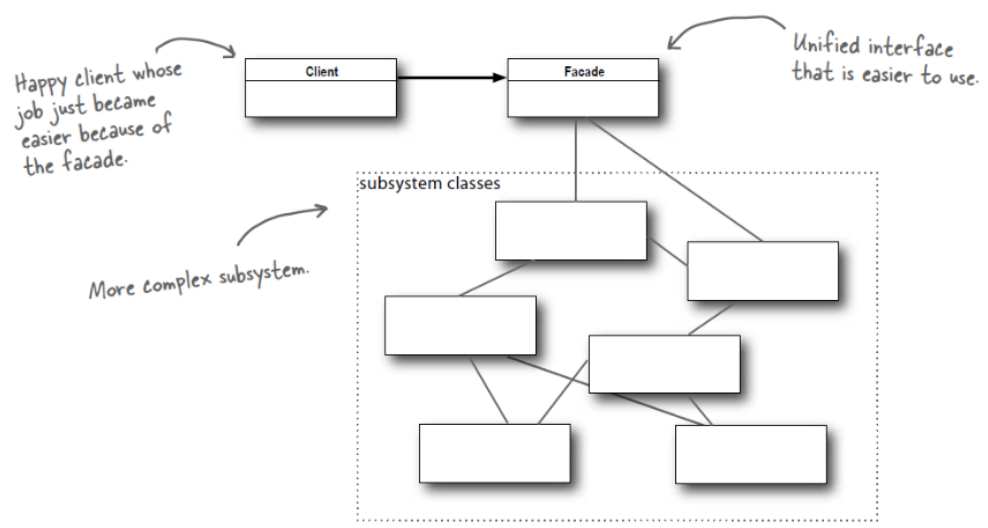 Happy client whose
job just became
easier because of
the facade.
Client
Facade
Unified interface
that is easier to use.
subsystem classes
More complex subsystem.